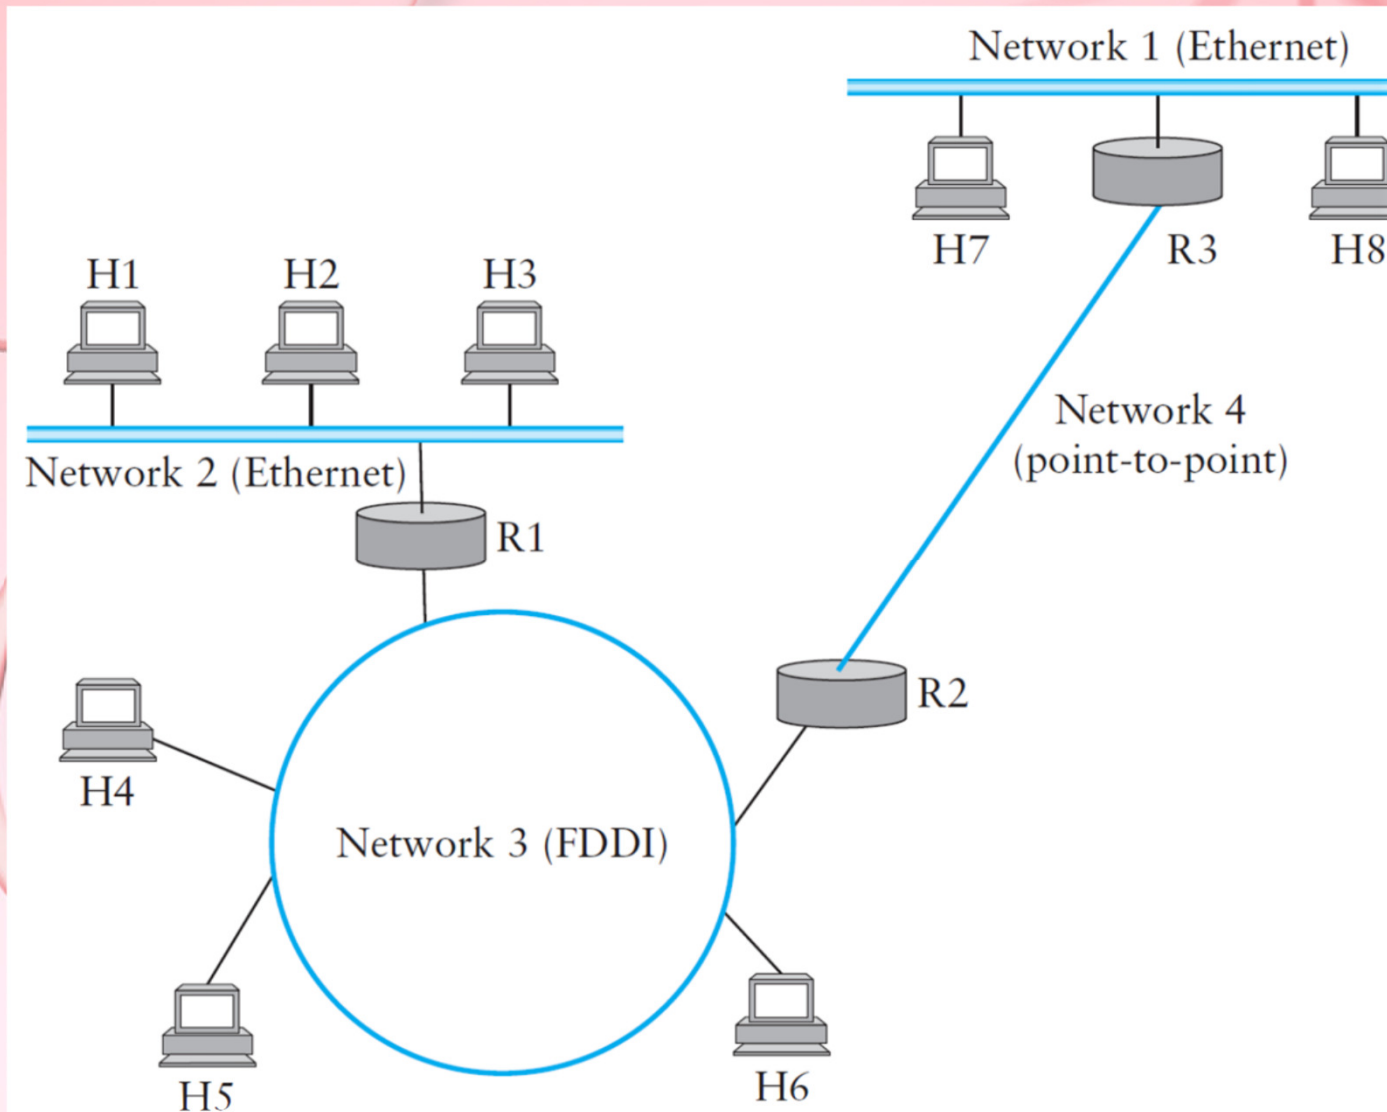 Network 1 (Ethernet)
H7
R3
H8
H1
H2
H3
Network 2 (Ethernet)
R1
Network 4
(point-to-point)
R2
H4
Network 3 (FDDI)
H5
H6